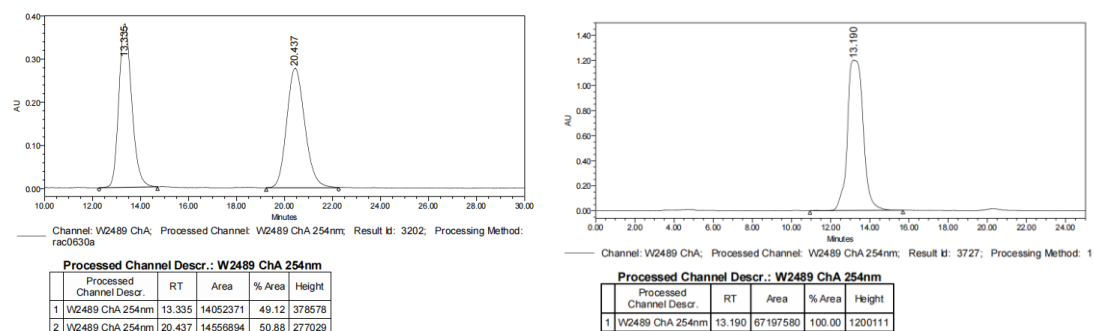 0.40
0.30
0.20
0.10
0.00
AU
13.335
20.437
10.00 12.00 14.00 16.00 18.00 20.00 22.00 24.00 26.00 28.00 30.00
Minutes
Channel: W2489 ChA; Processed Channel: W2489 ChA 254nm; Result Id: 3202; Processing Method:
rac0630a
Processed Channel Descr.: W2489 ChA 254nm
Processed Channel Descr. RT Area % Area Height
1 W2489 ChA 254nm 13.335 14052371 49.12 378578
2 W2489 ChA 254nm 20.437 14556894 50.88 277029
1.40
1.20
1.00
0.80
0.60
0.40
0.20
0.00
AU
13.190
0.00 2.00 4.00 6.00 8.00 10.00 12.00 14.00 16.00 18.00 20.00 22.00 24.00
Minutes
Channel: W2489 ChA; Processed Channel: W2489 ChA 254nm; Result Id: 3727; Processing Method: 1
Processed Channel Descr.: W2489 ChA 254nm
Processed Channel Descr. RT Area % Area Height
1 W2489 ChA 254nm 13.190 67197580 100.00 1200111